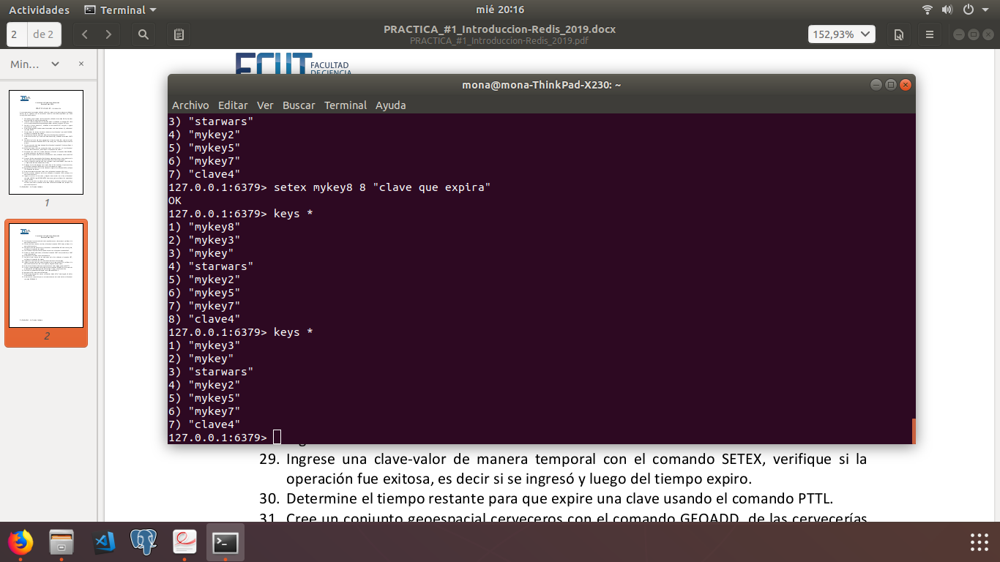 Actividades
Terminal
mié 20:16
2
de 2
PRACTICA_#1_Introduccion-Redis_2019.docx
PRACTICA_#1_Introduccion-Redis_2019.pdf
152,93%
Min...
FACULTAD
DE CIENCIA
mona@mona-ThinkPad-X230: ~
Archivo Editar Ver Buscar Terminal Ayuda
3) "starwars"
4) "mykey2"
5) "mykey5"
6) "mykey7"
7) "clave4"
127.0.0.1:6379> setex mykey8 8 "clave que expira"
OK
127.0.0.1:6379> keys *
1) "mykey8"
2) "mykey3"
3) "mykey"
4) "starwars"
5) "mykey2"
6) "mykey5"
7) "mykey7"
8) "clave4"
127.0.0.1:6379> keys *
1) "mykey3"
2) "mykey"
3) "starwars"
4) "mykey2"
5) "mykey5"
6) "mykey7"
7) "clave4"
127.0.0.1:6379>
29. Ingrese una clave-valor de manera temporal con el comando SETEX, verifique si la
operación fue exitosa, es decir si se ingresó y luego del tiempo expiro.
30. Determine el tiempo restante para que expire una clave usando el comando PTTL.
31. Cree un conjunto geoespacial cerveceros con el comando GEOADD, de las cervecerías
1
2